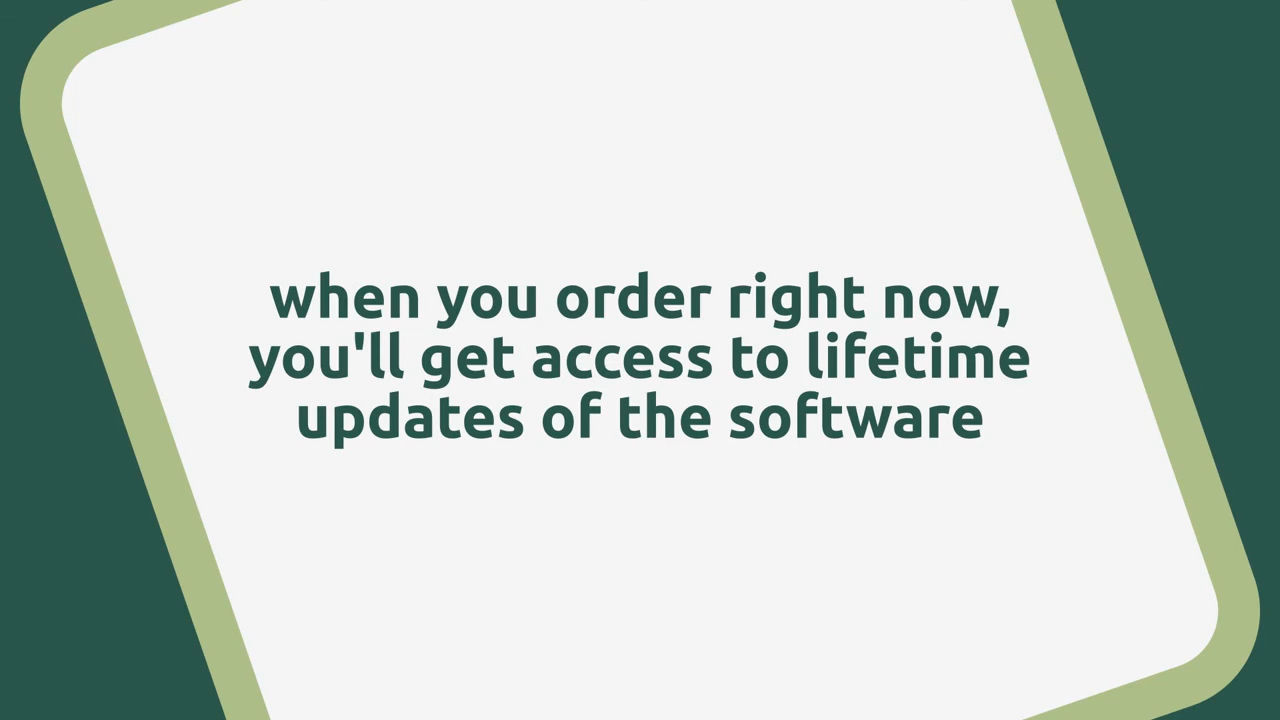 when you order right now,
you'll get access to lifetime
updates of the software